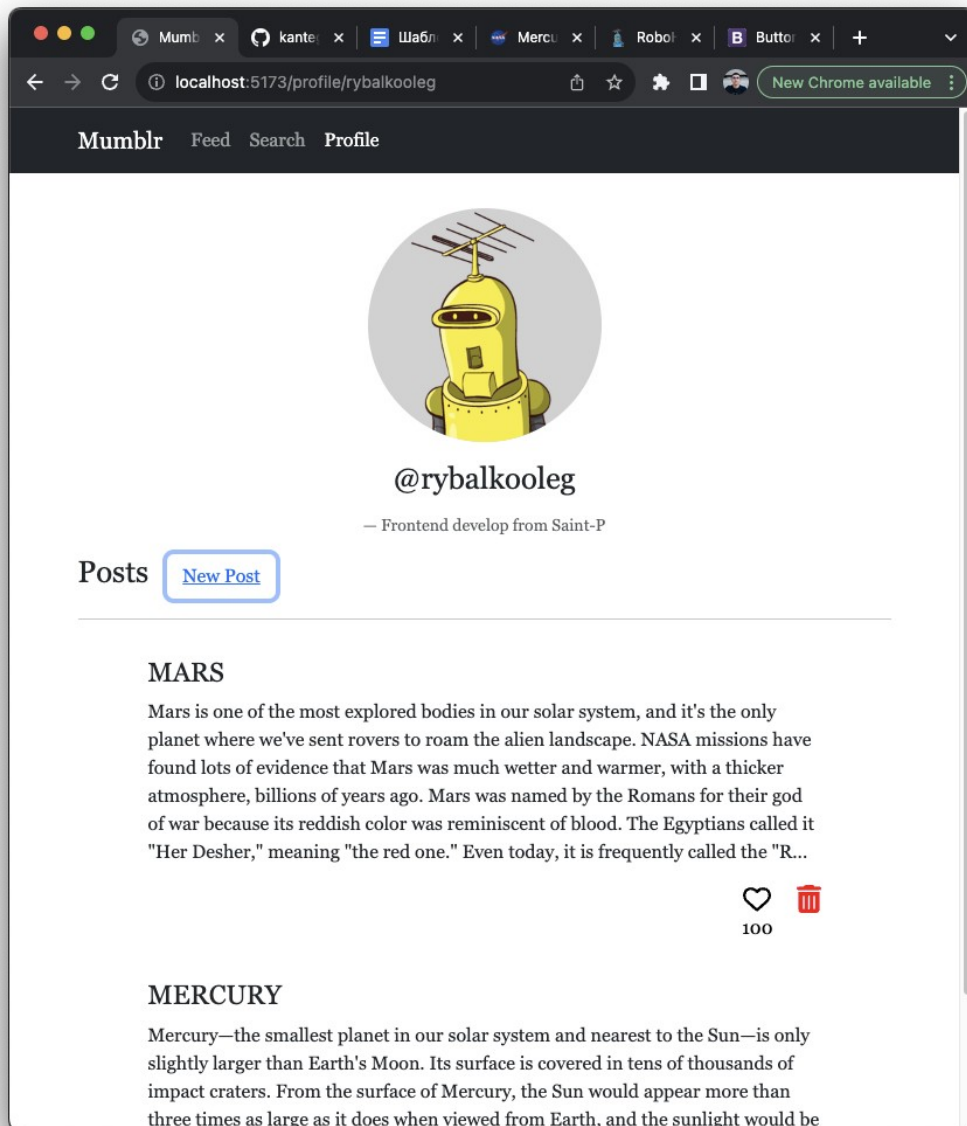 Mumb
kante
Шабл
Mercu
Robo
B Button
localhost:5173/profile/rybalkooleg
New Chrome available
Mumblr Feed Search Profile
@rybalkooleg
— Frontend develop from Saint-P
Posts New Post
MARS
Mars is one of the most explored bodies in our solar system, and it's the only
planet where we've sent rovers to roam the alien landscape. NASA missions have
found lots of evidence that Mars was much wetter and warmer, with a thicker
atmosphere, billions of years ago. Mars was named by the Romans for their god
of war because its reddish color was reminiscent of blood. The Egyptians called it
"Her Desher," meaning "the red one." Even today, it is frequently called the "R...
100
MERCURY
Mercury—the smallest planet in our solar system and nearest to the Sun—is only
slightly larger than Earth's Moon. Its surface is covered in tens of thousands of
impact craters. From the surface of Mercury, the Sun would appear more than
three times as large as it does when viewed from Earth, and the sunlight would be